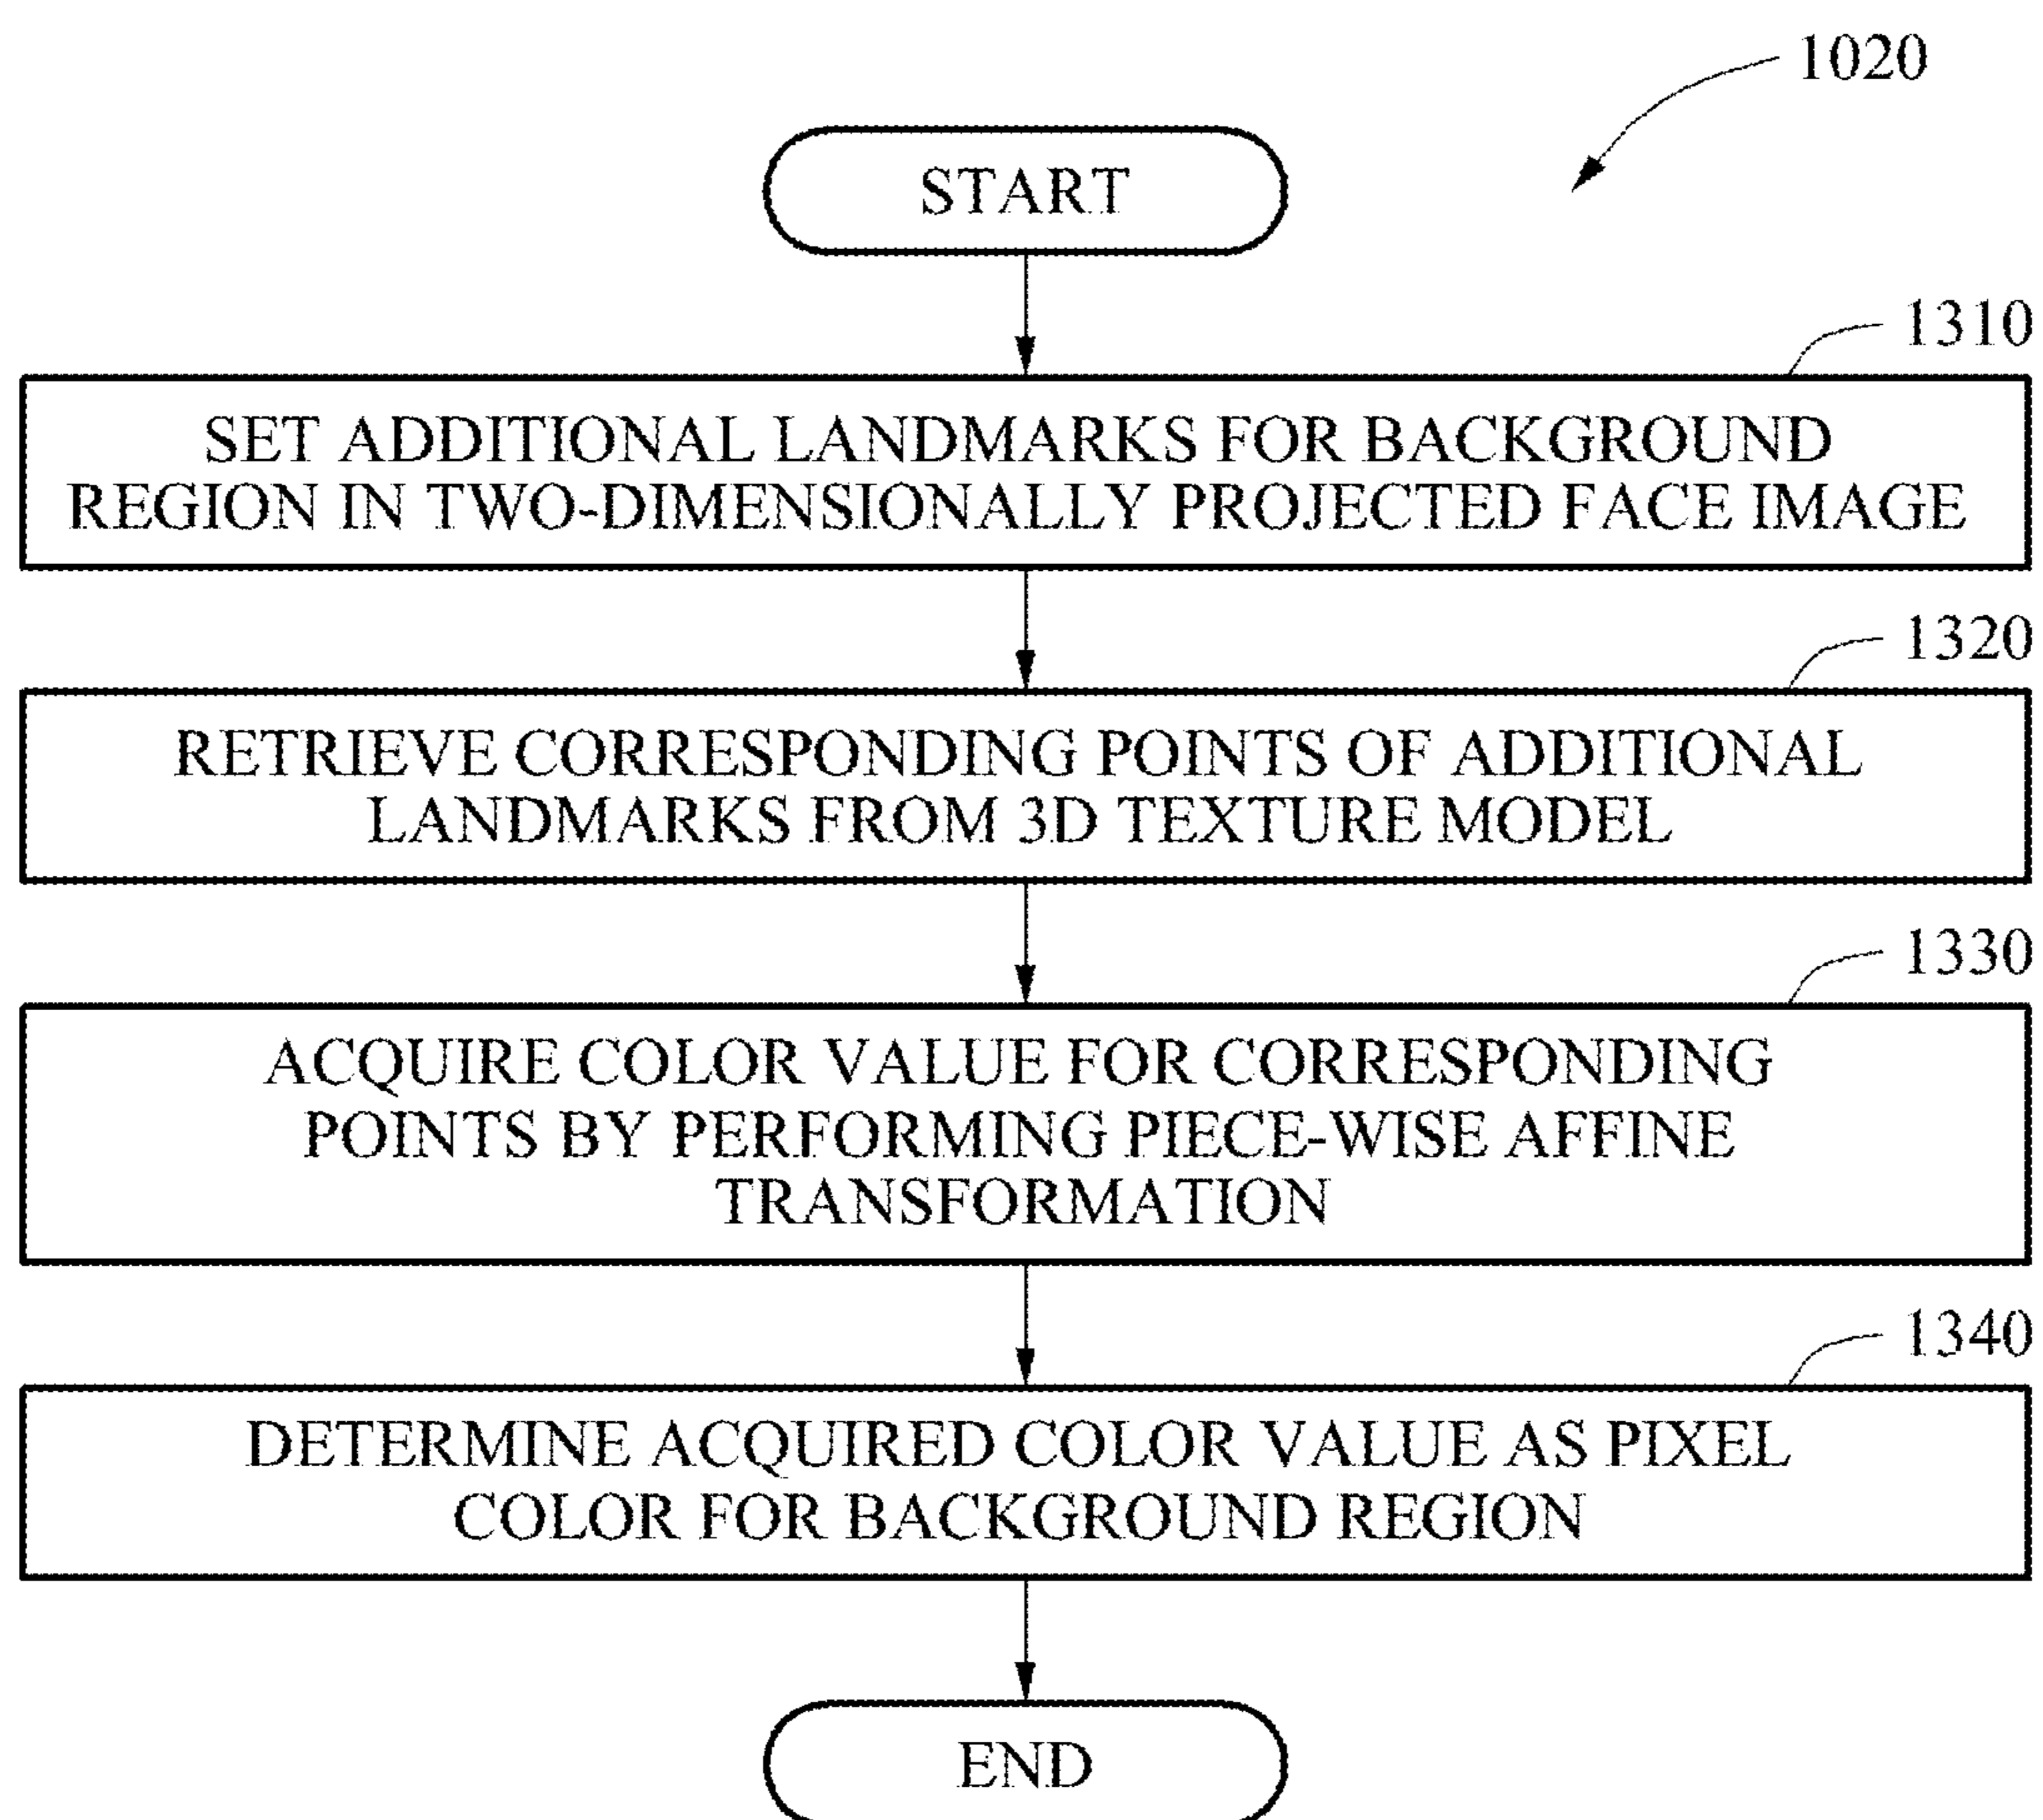 1020
START
1310
SET ADDITIONAL LANDMARKS FOR BACKGROUND
REGION IN TWO-DIMENSIONALLY PROJECTED FACE IMAGE
1320
RETRIEVE CORRESPONDING POINTS OF ADDITIONAL
LANDMARKS FROM 3D TEXTURE MODEL
1330
ACQUIRE COLOR VALUE FOR CORRESPONDING
POINTS BY PERFORMING PIECE-WISE AFFINE
TRANSFORMATION
1340
DETERMINE ACQUIRED COLOR VALUE AS PIXEL
COLOR FOR BACKGROUND REGION
END